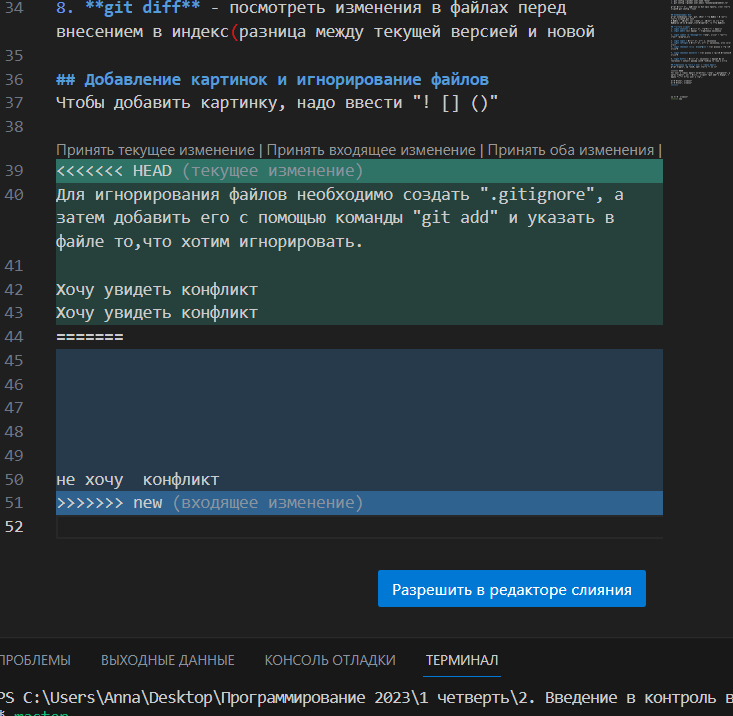 34 8. **git diff** - посмотреть изменения в файлах перед
внесением в индекс(разница между текущей версией и новой
35
36 ## Добавление картинок и игнорирование файлов
37 Чтобы добавить картинку, надо ввести "! [] ()"
38
Принять текущее изменение | Принять входящее изменение | Принять оба изменения |
39 <<<<<<< HEAD (текущее изменение)
40 Для игнорирования файлов необходимо создать ".gitignore", а
затем добавить его с помощью команды "git add" и указать в
файле то,что хотим игнорировать.
41
42 Хочу увидеть конфликт
43 Хочу увидеть конфликт
44 =======
45
46
47
48
49
50 не хочу  конфликт
51 >>>>>>> new (входящее изменение)
52
Разрешить в редакторе слияния
ПРОБЛЕМЫ ВЫХОДНЫЕ ДАННЫЕ КОНСОЛЬ ОТЛАДКИ ТЕРМИНАЛ
PS C:\Users\Anna\Desktop\Программирование 2023\1 четверть\2. Введение в контроль в
* master